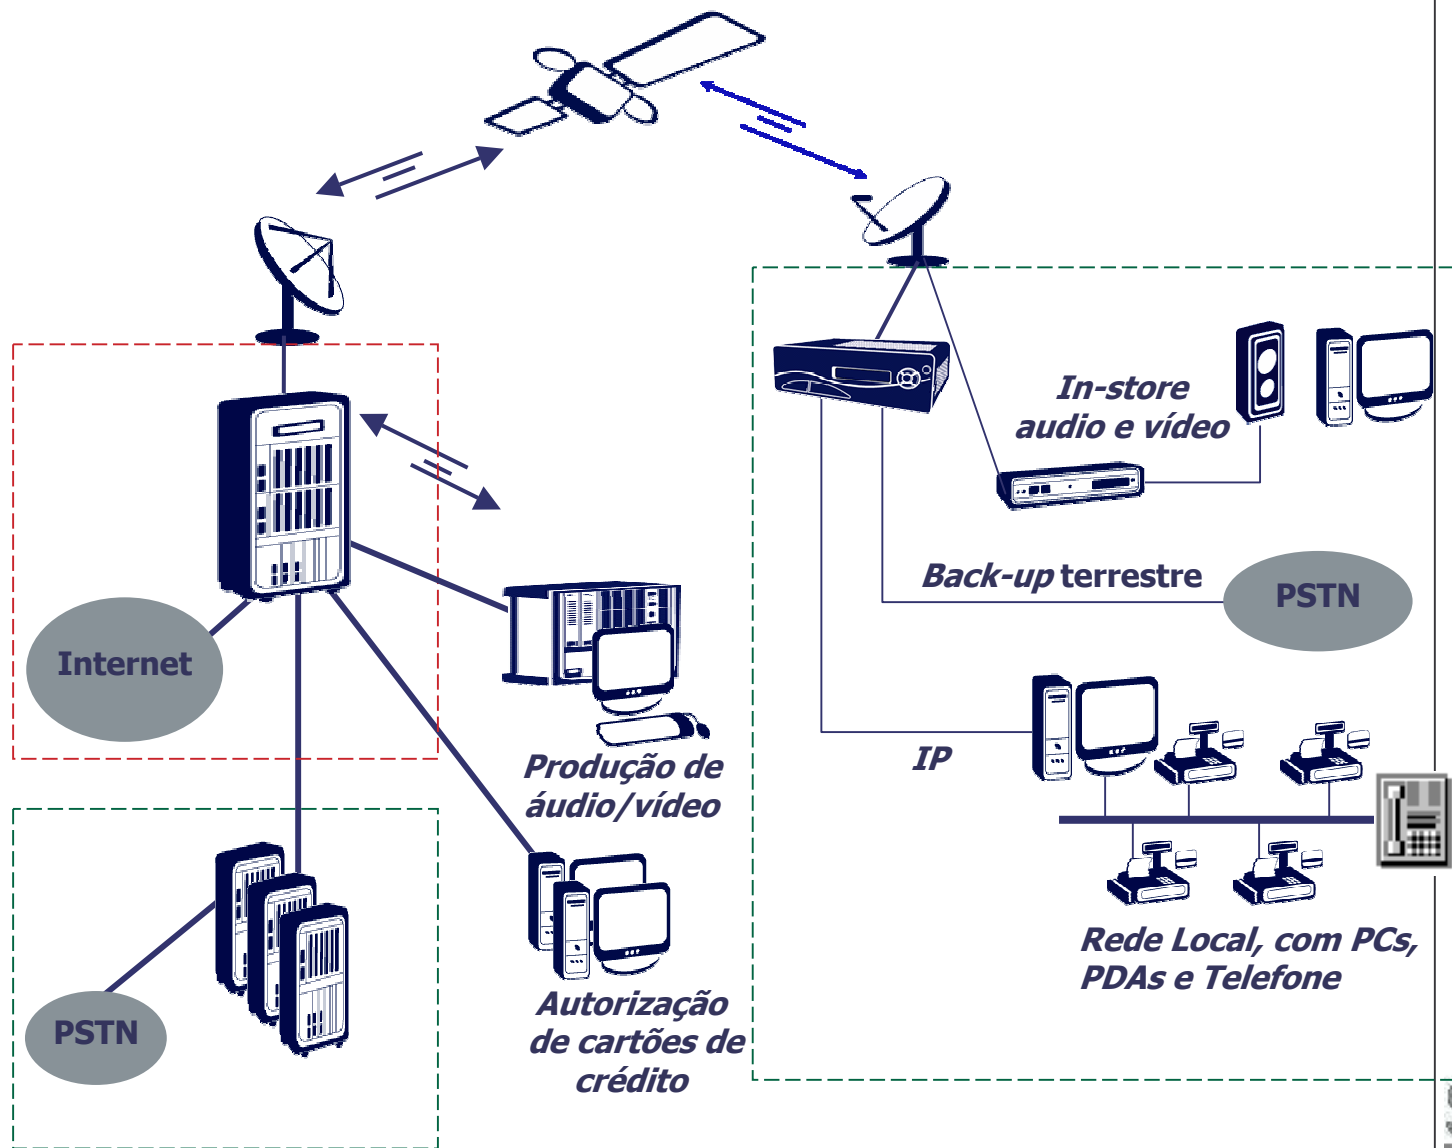 In-store
audio e vídeo
Back-up terrestre
PSTN
Internet
IP
Produção de
áudio/vídeo
Rede Local, com PCs,
PDAs e Telefone
Autorização
de cartões de
crédito
PSTN